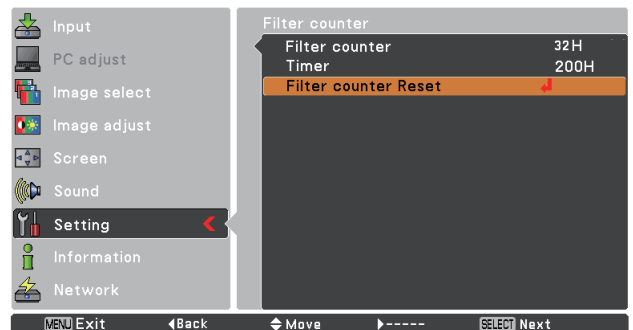 Input
PC adjust
Image select
Image adjust
Screen
Sound
Setting
Information
Network
Filter counter
Filter counter 32H
Timer 200H
Filter counter Reset
MENU Exit Back Move ----- SELECT Next